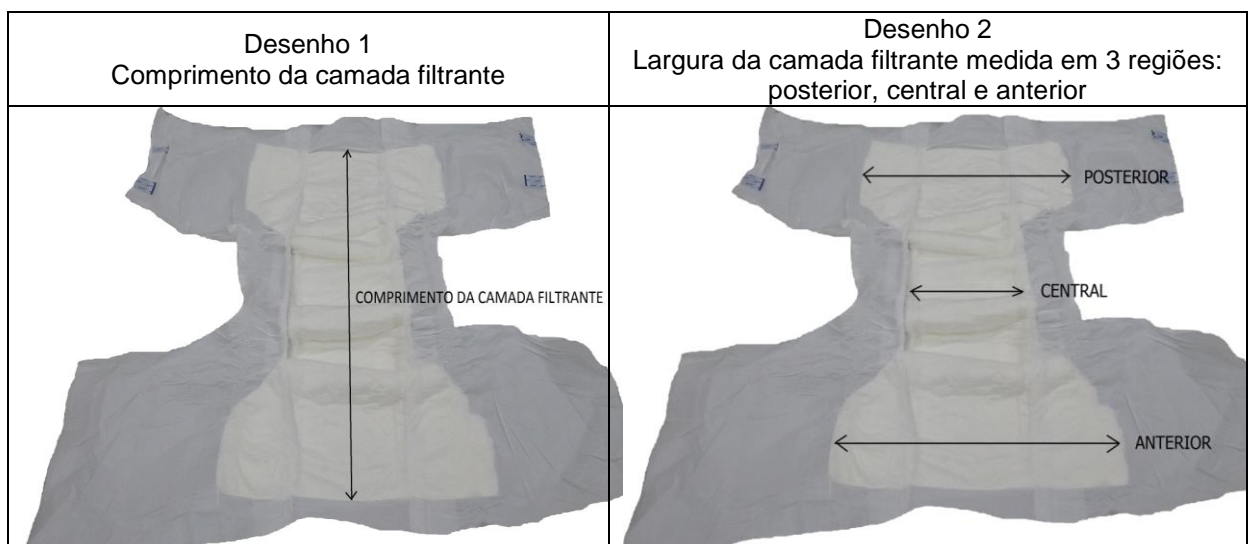 Desenho 1
Comprimento da camada filtrante
Desenho 2
Largura da camada filtrante medida em 3 regiões:
posterior, central e anterior
COMPRIMENTO DA CAMADA FILTRANTE
POSTERIOR
CENTRAL
ANTERIOR